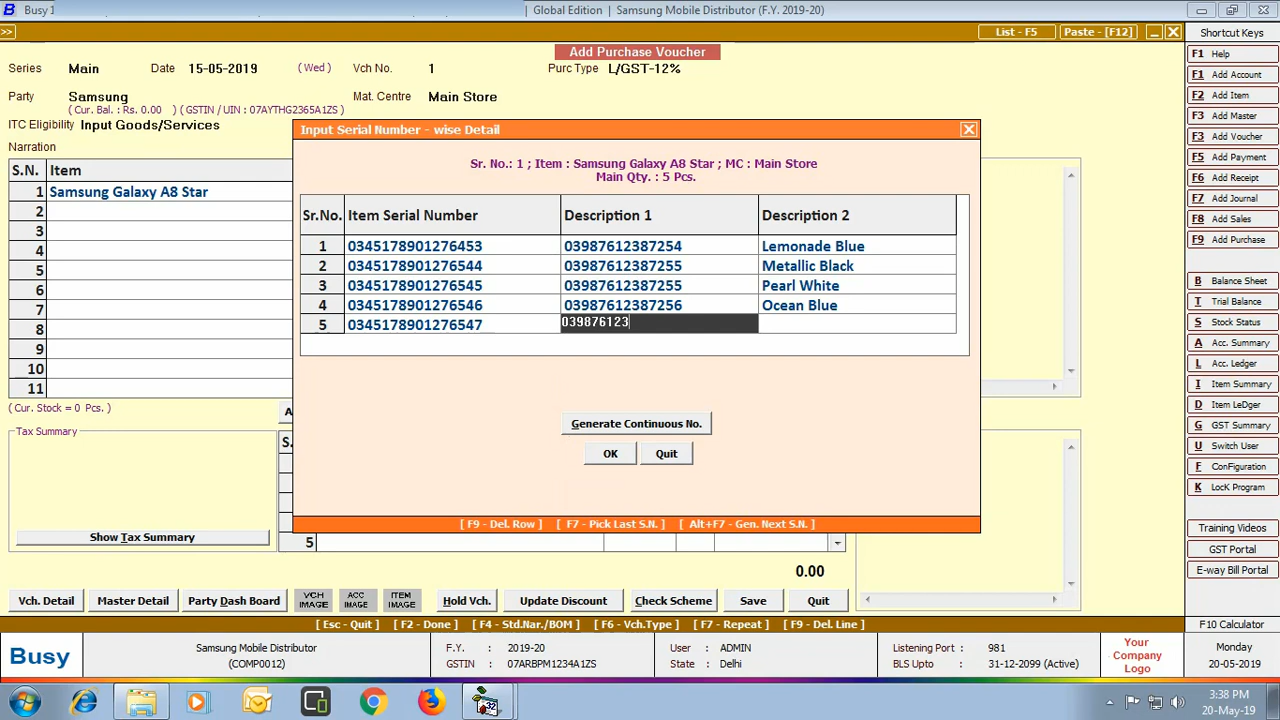 Busy 1
Global Edition | Samsung Mobile Distributor (F.Y. 2019-20)
>>
List - F5
Paste - [F12]
Add Purchase Voucher
Series Main Date 15-05-2019 (Wed) Vch No. 1 Purc Type L/GST-12%
Party Samsung Mat. Centre Main Store
( Cur. Bal. : Rs. 0.00 ) (GSTIN / UIN : 07AYTHG2365A1ZS )
ITC Eligibility Input Goods/Services
Narration
S.N. Item
1 Samsung Galaxy A8 Star
2
3
4
5
6
7
8
9
10
11
( Cur. Stock = 0 Pcs. )
A
Tax Summary
S.
Show Tax Summary
5
0.00
Input Serial Number - wise Detail
Sr. No.: 1 ; Item : Samsung Galaxy A8 Star ; MC : Main Store
Main Qty. : 5 Pcs.
Sr.No. Item Serial Number Description 1 Description 2
1 0345178901276453 03987612387254 Lemonade Blue
2 0345178901276544 03987612387255 Metallic Black
3 0345178901276545 03987612387255 Pearl White
4 0345178901276546 03987612387256 Ocean Blue
5 0345178901276547 039876123
Generate Continuous No.
OK Quit
[ F9 - Del. Row ] [ F7 - Pick Last S.N. ] [ Alt+F7 - Gen. Next S.N. ]
Vch. Detail Master Detail Party Dash Board VCH IMAGE ACC IMAGE ITEM IMAGE Hold Vch. Update Discount Check Scheme Save Quit
[ Esc - Quit ] [ F2 - Done ] [ F4 - Std.Nar./BOM ] [ F6 - Vch.Type ] [ F7 - Repeat ] [ F9 - Del. Line ]
Shortcut Keys
F1 Help
F1 Add Account
F2 Add Item
F3 Add Master
F3 Add Voucher
F5 Add Payment
F6 Add Receipt
F7 Add Journal
F8 Add Sales
F9 Add Purchase
B Balance Sheet
T Trial Balance
S Stock Status
A Acc. Summary
L Acc. Ledger
I Item Summary
D Item LeDger
G GST Summary
U Switch User
F ConFiguration
K LocK Program
Training Videos
GST Portal
E-way Bill Portal
F10 Calculator
Busy
Samsung Mobile Distributor
(COMP0012)
F.Y. : 2019-20
GSTIN : 07ARBPM1234A1ZS
User : ADMIN
State : Delhi
Listening Port : 981
BLS Upto : 31-12-2099 (Active)
Your
Company
Logo
Monday
20-05-2019
32
3:38 PM
20-May-19